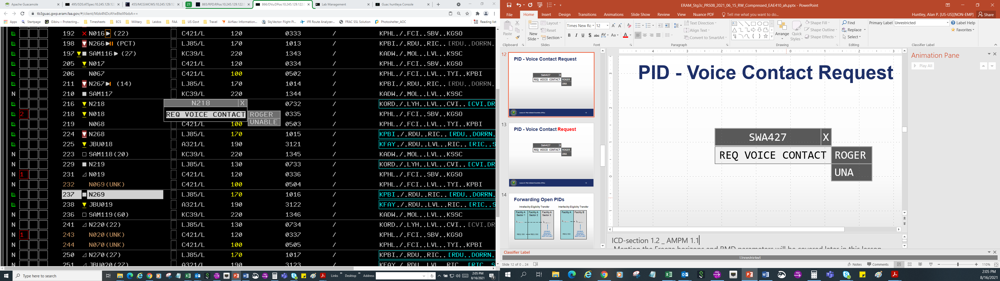 Apache Guacamole
495/SDS:ATSpec:10.245.129.12
455/MCG:MCWS:10.245.129.12
21
865/RPD:RPos:10.245.129.122:5
866/DVu:DPos:10.245.129.122:5
Lab Management
Guac huntleya Console
tb3guac.gwp.eram.faa.gov/#/client/Mzk4NDcAYwBteXNxbA==
Apps
Startpage
Gibiru – Protecting...
Timesheets
ECS
Military
Leidos
FAA
US Govt
Travel
AirNav: Information...
SkyVector: Flight Pl...
IFR Route Analyzer...
FRAC SSL Solution
Photoshelter_AOC
Reading list
192 N016 (22) C421/L 120 0333 / KPHL./.FCI..SBV..KGSO
198 N266 (PCT) LJ85/L 170 1013 / KPBI./.RDU..RIC..[RDU..DORRN.
197 SAM116 (27) KC39/L 220 1343 / KADW./.MOL..LVL..KSSC
205 N017 C421/L 120 0334 / KPHL./.FCI..SBV..KGSO
206 N067 C421/L 100 0502 / KPHL./.FCI..LVL..TYI..KPBI
211 N267 (14) LJ85/L 170 1014 / KPBI./.RDU..RIC..[RDU..DORRN.
N 210 SAM117 KC39/L 220 1344 / KADW./.MOL..LVL..KSSC
216 N218 0732 / KORD./.LYH..LVL..CVI..[CVI.DR
N218 X
2 218 N018 0335 / KPHL./.FCI..SBV..KGSO
REQ VOICE CONTACT ROGER
UNABLE
219 N068 C421/L 100 0503 / KPHL./.FCI..LVL..TYI..KPBI
224 N268 LJ85/L 170 1015 / KPBI./.RDU..RIC..[RDU..DORRN.
225 JBU018 A321/L 190 3121 / KFAY./.RDU..LVL..RIC..[RIC..S
N 223 SAM118(20) KC39/L 220 1345 / KADW./.MOL..LVL..KSSC
N 229 N219 LJ85/L 130 0733 / KORD./.LYH..LVL..CVI..[CVI.DR
N 1 231 N019 C421/L 120 0336 / KPHL./.FCI..SBV..KGSO
N 232 N069(UNK) C421/L 100 0504 / KPHL./.FCI..LVL..TYI..KPBI
237 N269 LJ85/L 170 1016 / KPBI./.RDU..RIC..[RDU..DORRN.
238 JBU019 A321/L 190 3122 / KFAY./.RDU..LVL..RIC..[RIC..S
N 236 SAM119(60) KC39/L 220 1346 / KADW./.MOL..LVL..KSSC
N 241 N220(22) LJ85/L 130 0734 / KORD./.LYH..LVL..CVI..[CVI.DR
N 1 243 N020(UNK) C421/L 120 0337 / KPHL./.FCI..SBV..KGSO
N 244 N070(UNK) C421/L 100 0505 / KPHL./.FCI..LVL..TYI..KPBI
N 250 N270(27) LJ85/L 170 1017 / KPBI./.RDU..RIC..[RDU..DORRN.
N 251 JBU020(27) A321/L 190 3123 / KFAY./.RDU..LVL..RIC..[RIC..S
Type here to search
Links
Desktop
Address
2:05 PM
8/16/2021
ERAM_Stg3c_PRS08_2021_06_15_RW_Compressed_EAE410_ah.pptx - PowerPoint
File Home Insert Design Transitions Animations Slide Show Review View Nuance PDF Tell me what you want to do...
Huntley, Alan P. [US-US](NON-EMP) Share
Paste
New Slide
Layout
Reset
Section
Times New Rc 12
Text Direction
Align Text
Convert to SmartArt
Arrange
Quick Styles
Shape Fill
Shape Outline
Shape Effects
Find
Replace
Select
Primary Label Unrestricted
Label Help
Favorites
Clipboard
Slides
Font
Paragraph
Drawing
Editing
Classifier Label
12
PID - Voice Contact Request
SWA427 X
REQ VOICE CONTACT ROGER
UNA
13
PID - Voice Contact Request
SWA427 X
REQ VOICE CONTACT ROGER
UNA
14
Forwarding Open PIDs
Intrafacility Eligibility Transfer
Interfacility Eligibility Transfer
Facility A Sector 1
Facility A Sector 2
Facility A Sector 3
Facility A
Facility B
PID - Voice Contact Request
SWA427 X
REQ VOICE CONTACT ROGER
UNA
Animation Pane
Play All
ICD-section 1.2 _ AMPM 1.1
Classifier Label
Unrestricted
Slide 12 of 0 .. 24
Notes
Comments
110%
2:05 PM
8/16/2021